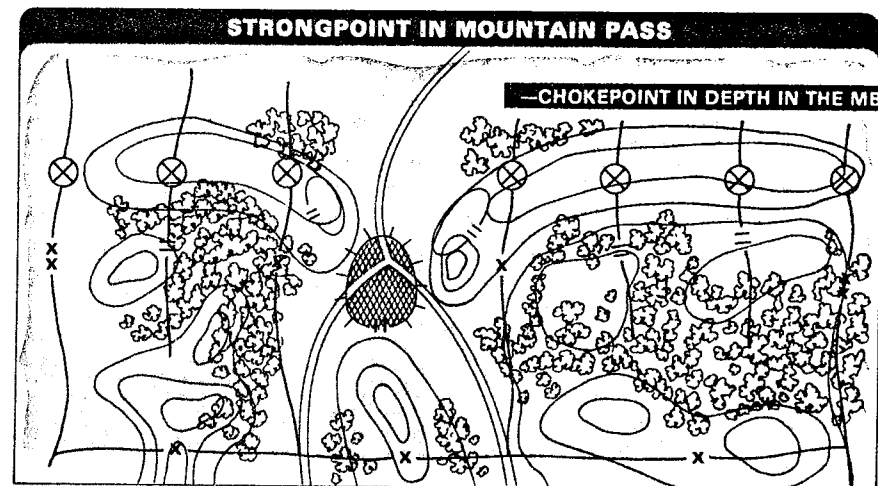 STRONGPOINT IN MOUNTAIN PASS
—CHOKEPOINT IN DEPTH IN THE
X
X
X
X
X
X